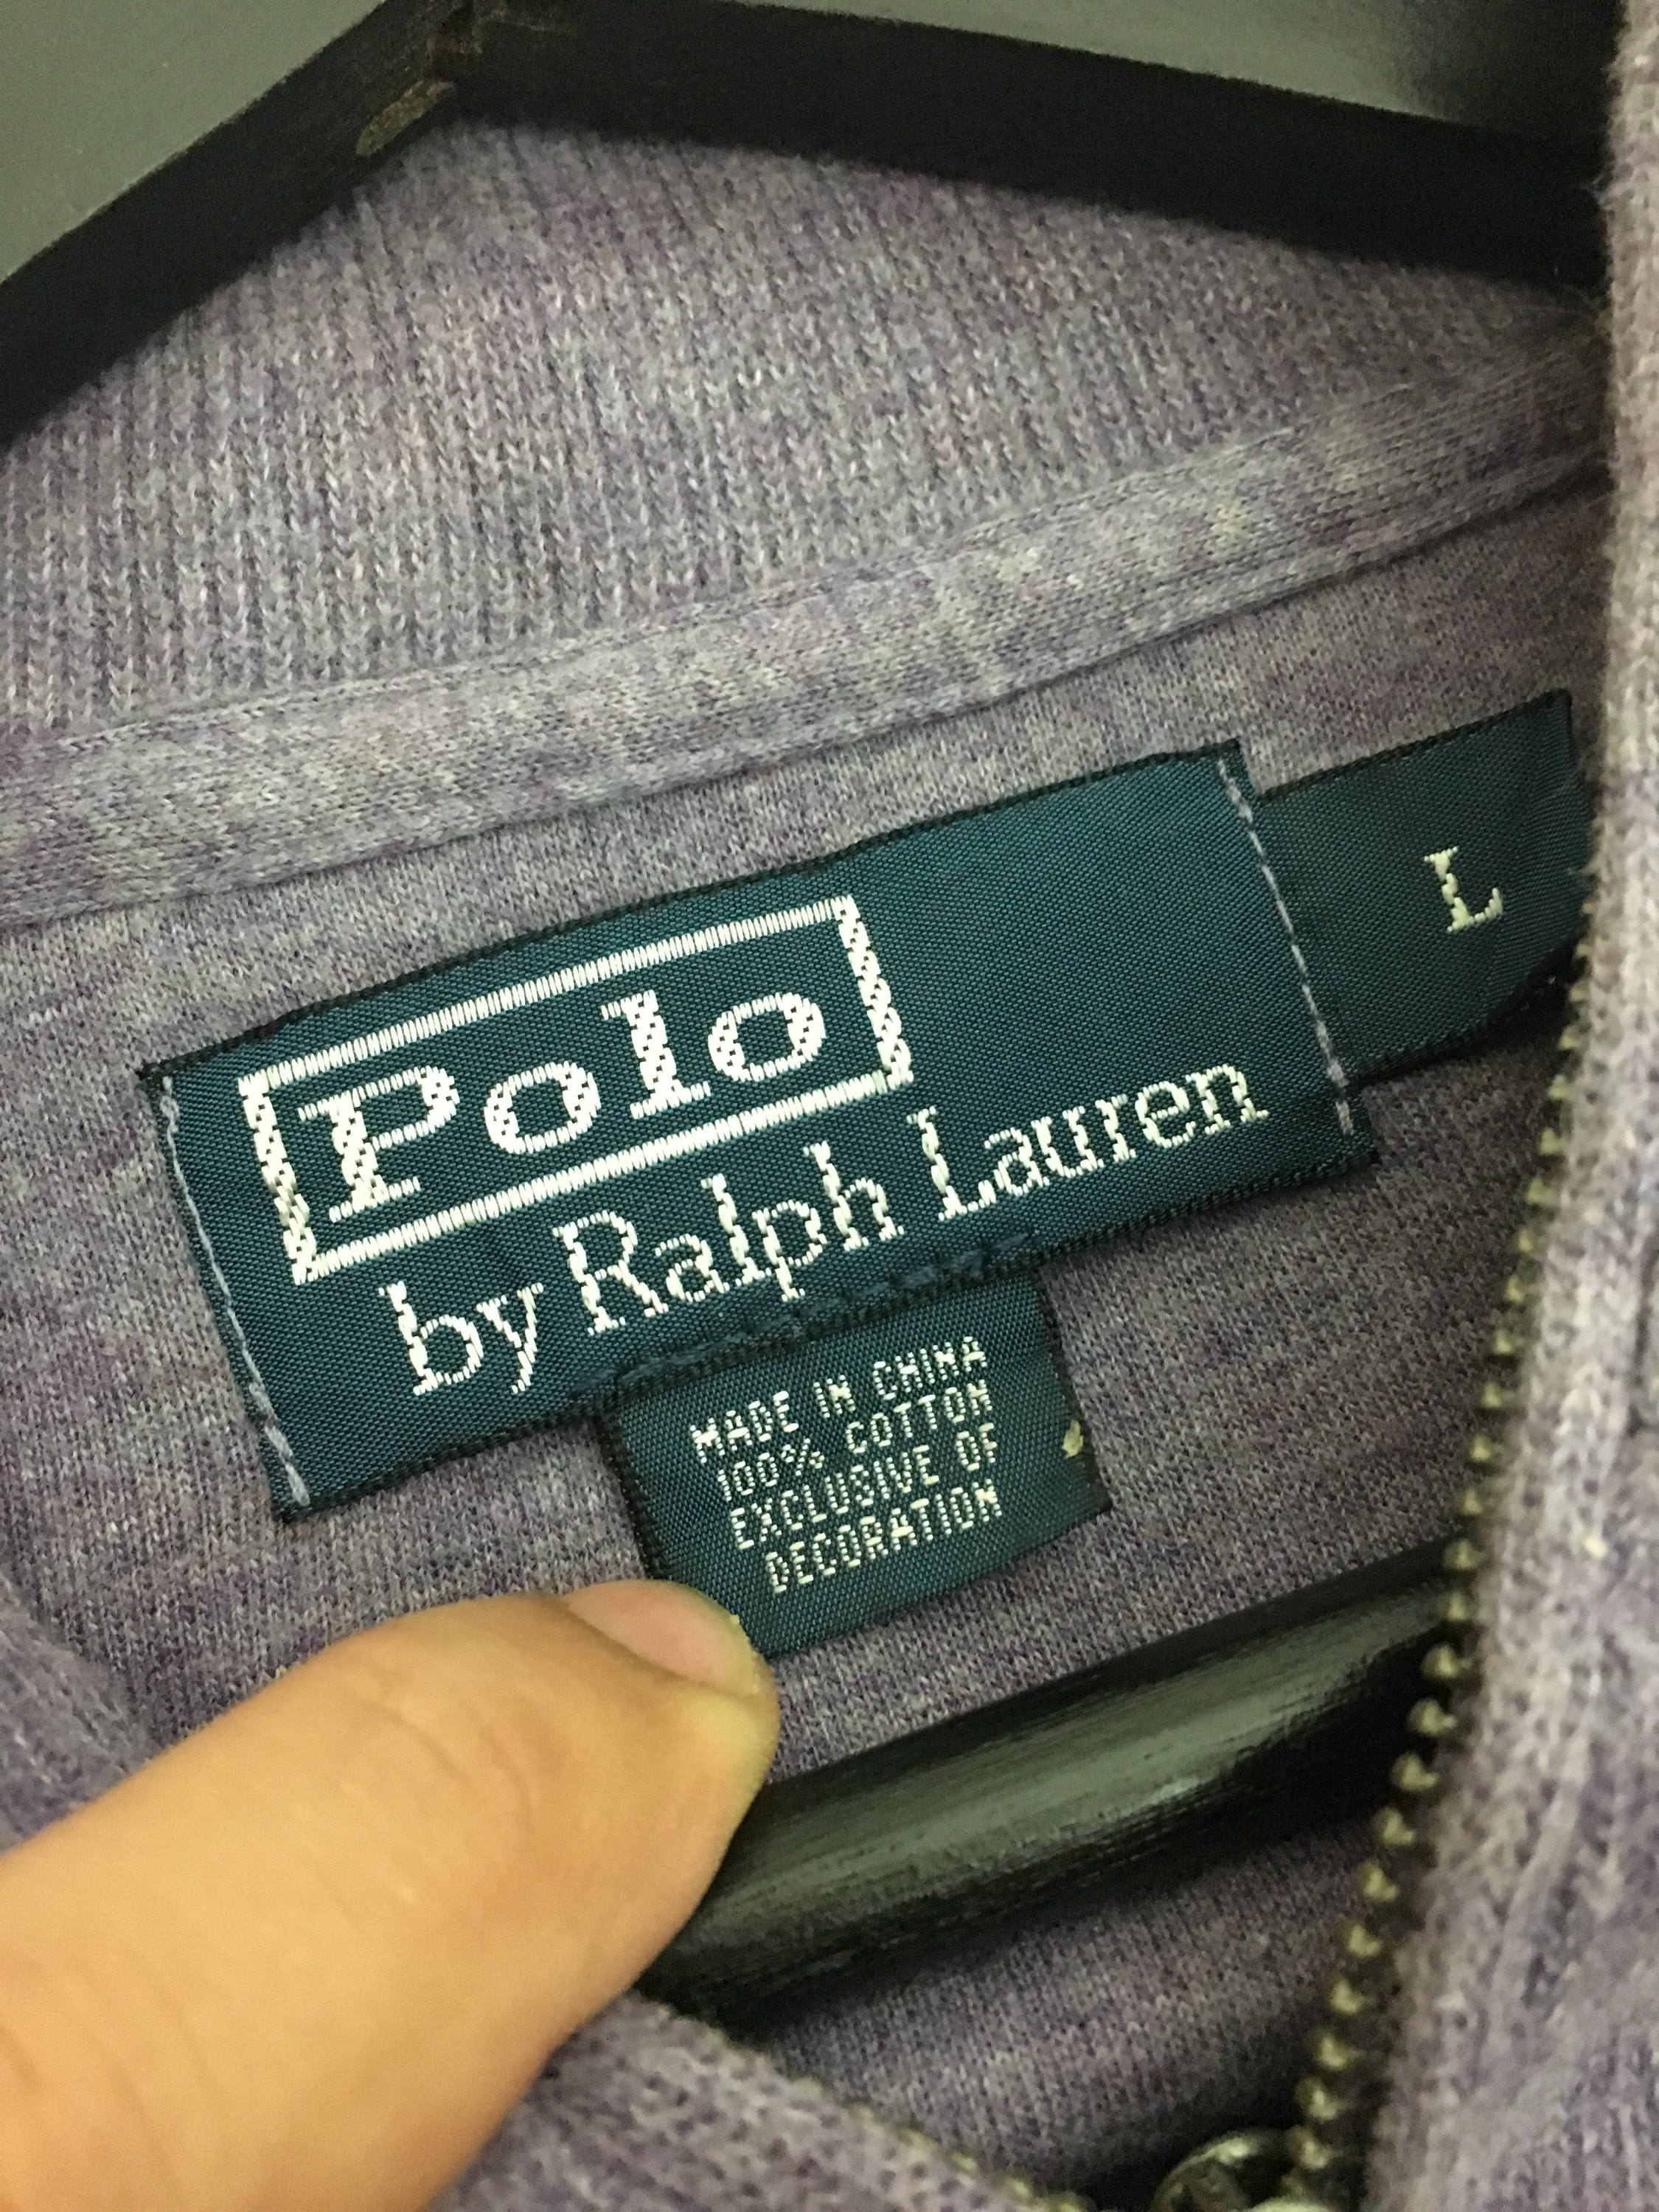 Polo
by Ralph Lauren
L
MADE IN CHINA
100% COTTON
EXCLUSIVE OF
DECORATION